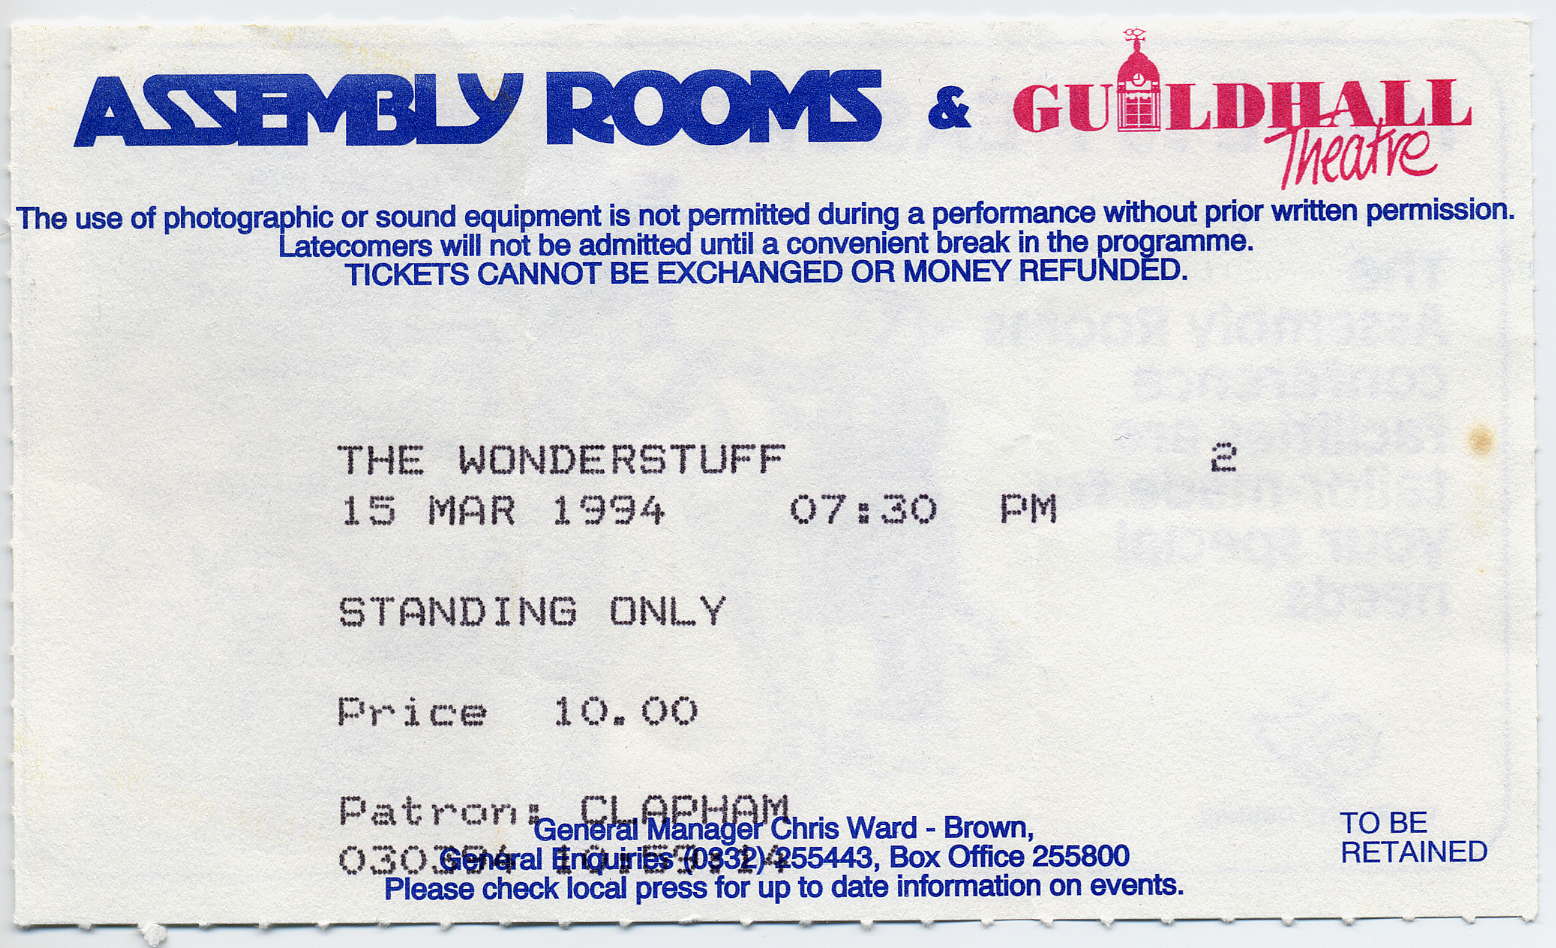 ASSEMBLY ROOMS & GUILDHALL Theatre
The use of photographic or sound equipment is not permitted during a performance without prior written permission.
Latecomers will not be admitted until a convenient break in the programme.
TICKETS CANNOT BE EXCHANGED OR MONEY REFUNDED.
THE WONDERSTUFF 2
15 MAR 1994 07:30 PM
STANDING ONLY
Price 10.00
Patron: CLAPHAM
General Manager Chris Ward - Brown,
030394
General Enquiries (0332) 255443, Box Office 255800
Please check local press for up to date information on events.
TO BE
RETAINED